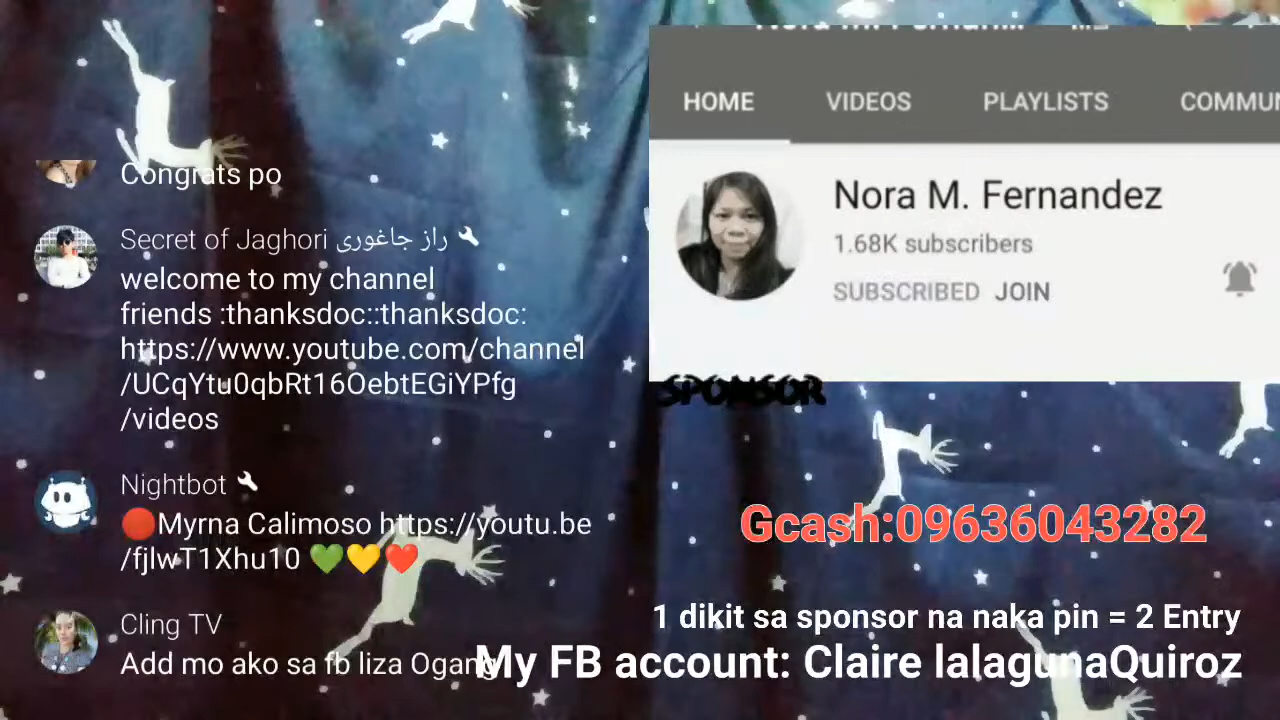 Congrats po
Secret of Jaghori راز جاغوری
welcome to my channel
friends :thanksdoc::thanksdoc:
https://www.youtube.com/channel
/UCqYtu0qbRt16OebtEGiYPfg
/videos
Nightbot
🔴Myrna Calimoso https://youtu.be
/fjlwT1Xhu10 💚💛❤️
Cling TV
Add mo ako sa fb liza Ogang
HOME VIDEOS PLAYLISTS COMMUN
Nora M. Fernandez
1.68K subscribers
SUBSCRIBED JOIN
SPONSOR
Gcash:09636043282
1 dikit sa sponsor na naka pin = 2 Entry
My FB account: Claire lalagunaQuiroz